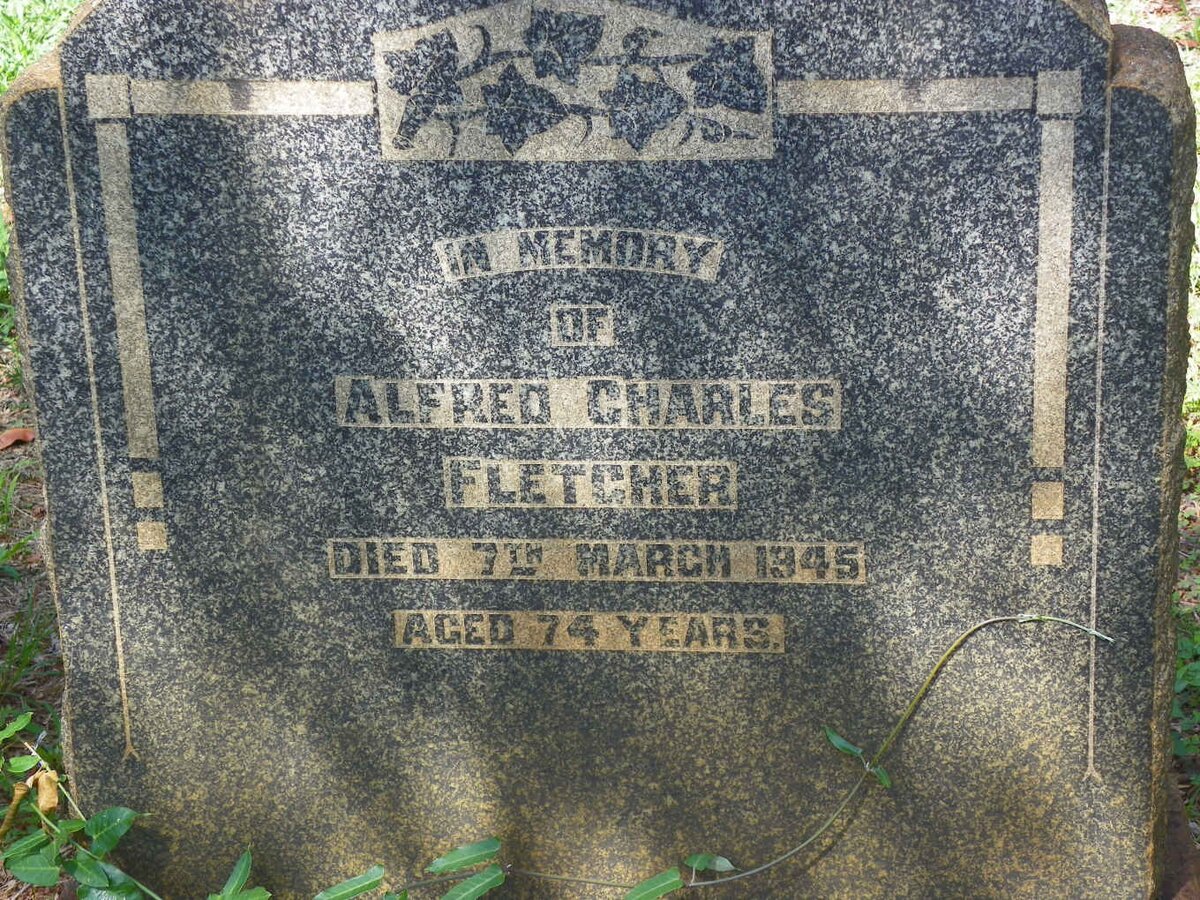 IN MEMORY
OF
ALFRED CHARLES
FLETCHER
DIED 7TH MARCH 1945
AGED 74 YEARS.